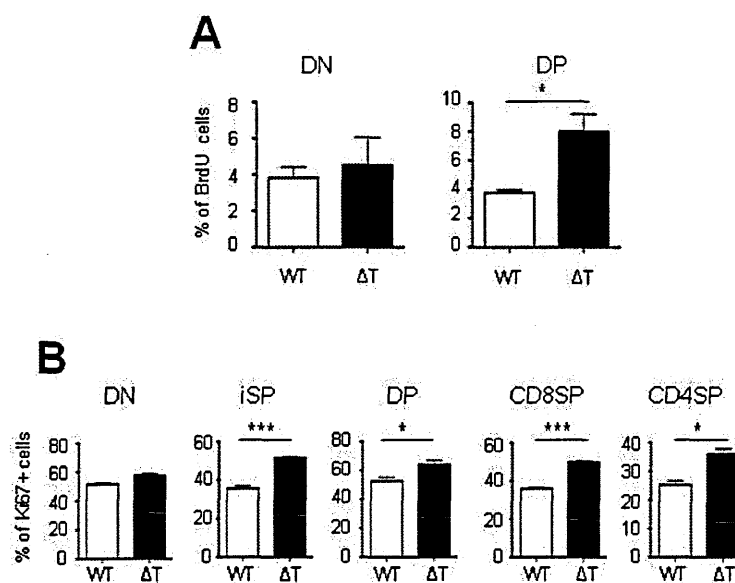 A
DN
DP
% of BrdU cells
8
6
4
2
0
WT
ΔT
10
8
6
4
2
0
*
WT
ΔT
B
DN
iSP
DP
CD8SP
CD4SP
% of Ki67+ cells
80
60
40
20
0
WT
ΔT
60
40
20
0
***
WT
ΔT
80
60
40
20
0
*
WT
ΔT
60
40
20
0
***
WT
ΔT
40
30
20
10
0
*
WT
ΔT